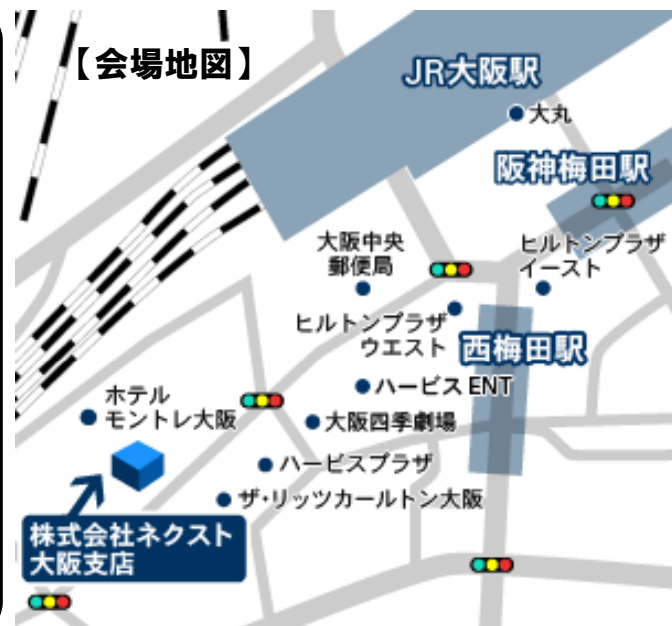 【会場地図】
JR大阪駅
大丸
阪神梅田駅
大阪中央
郵便局
ヒルトンプラザ
イースト
ヒルトンプラザ
ウエスト
西梅田駅
ハービス ENT
ホテル
モントレ大阪
大阪四季劇場
ハービスプラザ
ザ・リッツカールトン大阪
株式会社ネクスト
大阪支店